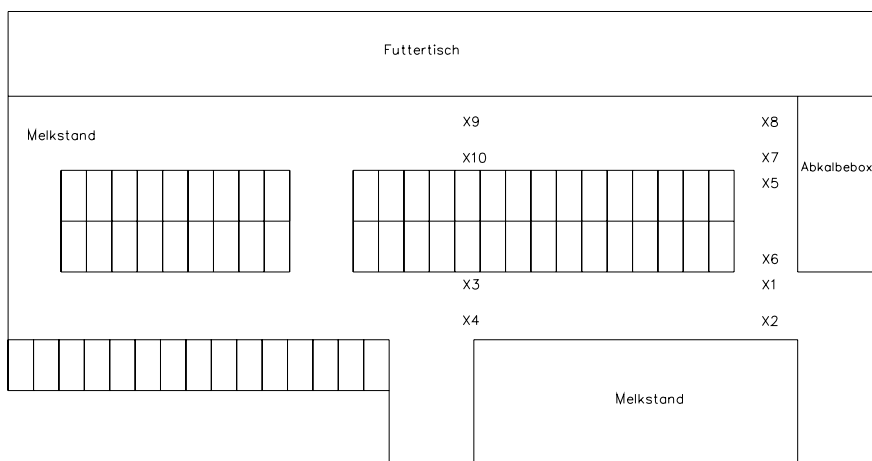 Futtertisch
X9 X8
Melkstand
X10 X7
Abkalbebox
X5
X6
X3 X1
X4 X2
Melkstand